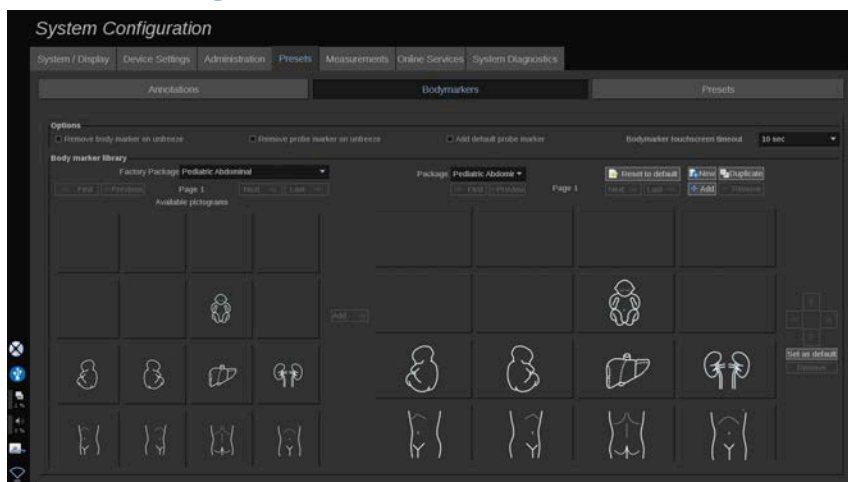 System Configuration
System / Display Device Settings Administration Presets Measurements Online Services System Diagnostics
Annotations Bodymarkers Presets
Options
Remove body marker on unfreeze Remove probe marker on unfreeze Add default probe marker Bodymarker touchscreen timeout 10 sec
Body marker library
Factory Package Pediatric Abdominal Package Pediatric Abdomir Reset to default New Duplicate
First Previous Page 1 Next Last First Previou Page 1 Next Last Add Remove
Available pictograms
Add
Set as default
Remove